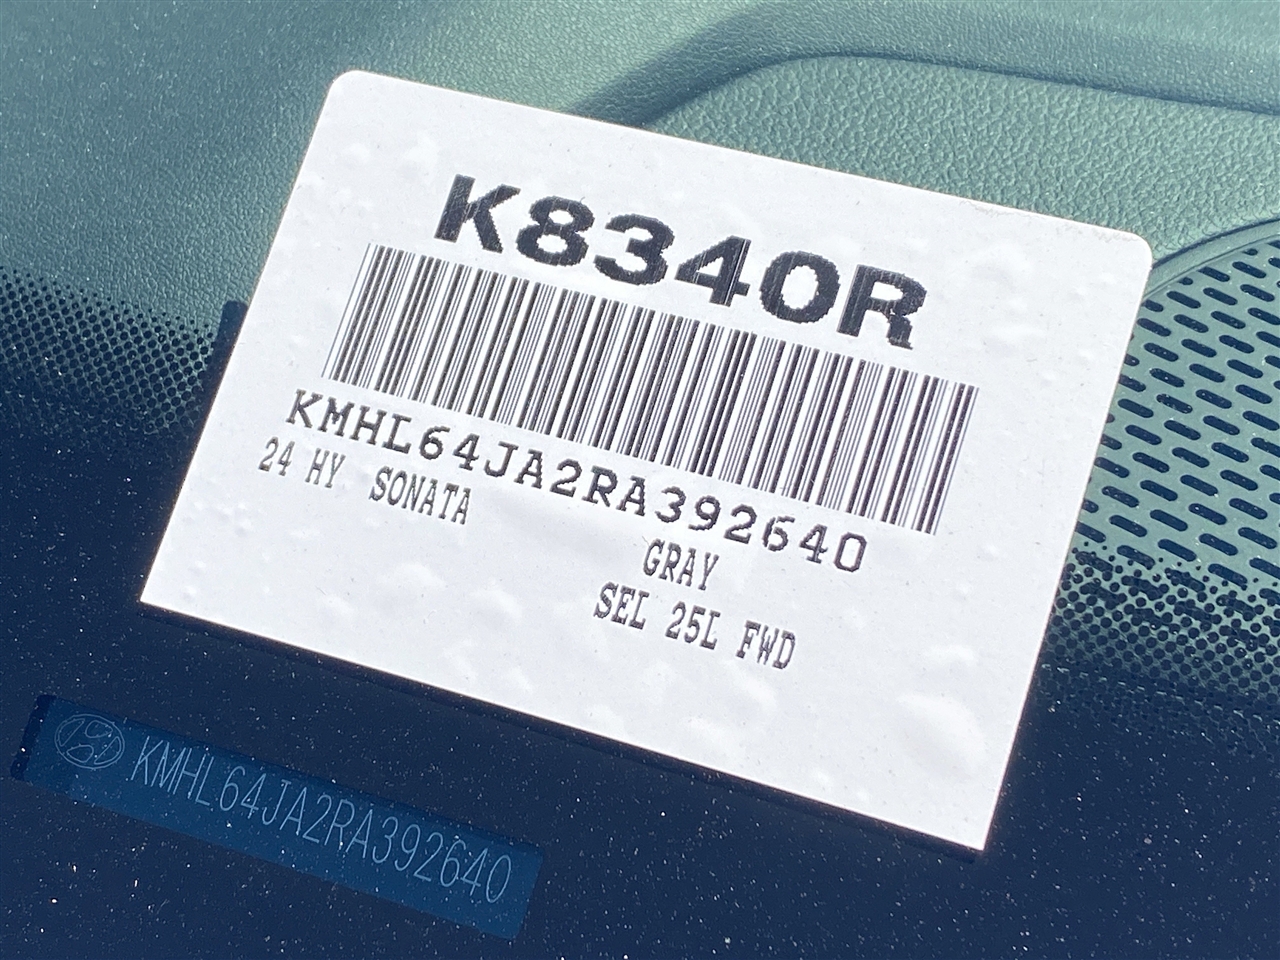 K8340R
KMHL64JA2RA392640
24 HY SONATA
GRAY
SEL 25L FWD
KMHL64JA2RA392640